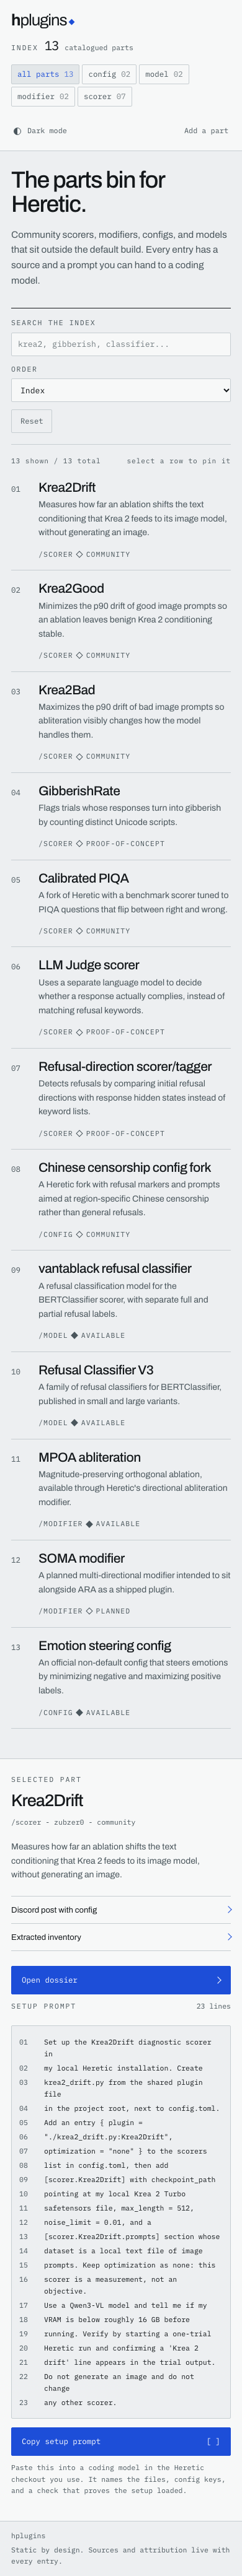 hplugins
INDEX 13 catalogued parts
all parts 13
config 02
model 02
modifier 02
scorer 07
Dark mode
Add a part
The parts bin for
Heretic.
Community scorers, modifiers, configs, and models
that sit outside the default build. Every entry has a
source and a prompt you can hand to a coding
model.
SEARCH THE INDEX
krea2, gibberish, classifier...
ORDER
Index
Reset
13 shown / 13 total
select a row to pin it
01 Krea2Drift
Measures how far an ablation shifts the text
conditioning that Krea 2 feeds to its image model,
without generating an image.
/SCORER COMMUNITY
02 Krea2Good
Minimizes the p90 drift of good image prompts so
an ablation leaves benign Krea 2 conditioning
stable.
/SCORER COMMUNITY
03 Krea2Bad
Maximizes the p90 drift of bad image prompts so
abliteration visibly changes how the model
handles them.
/SCORER COMMUNITY
04 GibberishRate
Flags trials whose responses turn into gibberish
by counting distinct Unicode scripts.
/SCORER PROOF-OF-CONCEPT
05 Calibrated PIQA
A fork of Heretic with a benchmark scorer tuned to
PIQA questions that flip between right and wrong.
/SCORER COMMUNITY
06 LLM Judge scorer
Uses a separate language model to decide
whether a response actually complies, instead of
matching refusal keywords.
/SCORER PROOF-OF-CONCEPT
07 Refusal-direction scorer/tagger
Detects refusals by comparing initial refusal
directions with response hidden states instead of
keyword lists.
/SCORER PROOF-OF-CONCEPT
08 Chinese censorship config fork
A Heretic fork with refusal markers and prompts
aimed at region-specific Chinese censorship
rather than general refusals.
/CONFIG COMMUNITY
09 vantablack refusal classifier
A refusal classification model for the
BERTClassifier scorer, with separate full and
partial refusal labels.
/MODEL AVAILABLE
10 Refusal Classifier V3
A family of refusal classifiers for BERTClassifier,
published in small and large variants.
/MODEL AVAILABLE
11 MPOA abliteration
Magnitude-preserving orthogonal ablation,
available through Heretic's directional abliteration
modifier.
/MODIFIER AVAILABLE
12 SOMA modifier
A planned multi-directional modifier intended to sit
alongside ARA as a shipped plugin.
/MODIFIER PLANNED
13 Emotion steering config
An official non-default config that steers emotions
by minimizing negative and maximizing positive
labels.
/CONFIG AVAILABLE
SELECTED PART
Krea2Drift
/scorer - zubzer0 - community
Measures how far an ablation shifts the text
conditioning that Krea 2 feeds to its image model,
without generating an image.
Discord post with config
Extracted inventory
Open dossier
SETUP PROMPT
23 lines
01 Set up the Krea2Drift diagnostic scorer
in
02 my local Heretic installation. Create
03 krea2_drift.py from the shared plugin
file
04 in the project root, next to config.toml.
05 Add an entry { plugin =
06 "./krea2_drift.py:Krea2Drift",
07 optimization = "none" } to the scorers
08 list in config.toml, then add
09 [scorer.Krea2Drift] with checkpoint_path
10 pointing at my local Krea 2 Turbo
11 safetensors file, max_length = 512,
12 noise_limit = 0.01, and a
13 [scorer.Krea2Drift.prompts] section whose
14 dataset is a local text file of image
15 prompts. Keep optimization as none: this
16 scorer is a measurement, not an
objective.
17 Use a Qwen3-VL model and tell me if my
18 VRAM is below roughly 16 GB before
19 running. Verify by starting a one-trial
20 Heretic run and confirming a 'Krea 2
21 drift' line appears in the trial output.
22 Do not generate an image and do not
change
23 any other scorer.
Copy setup prompt [ ]
Paste this into a coding model in the Heretic
checkout you use. It names the files, config keys,
and a check that proves the setup loaded.
hplugins
Static by design. Sources and attribution live with
every entry.